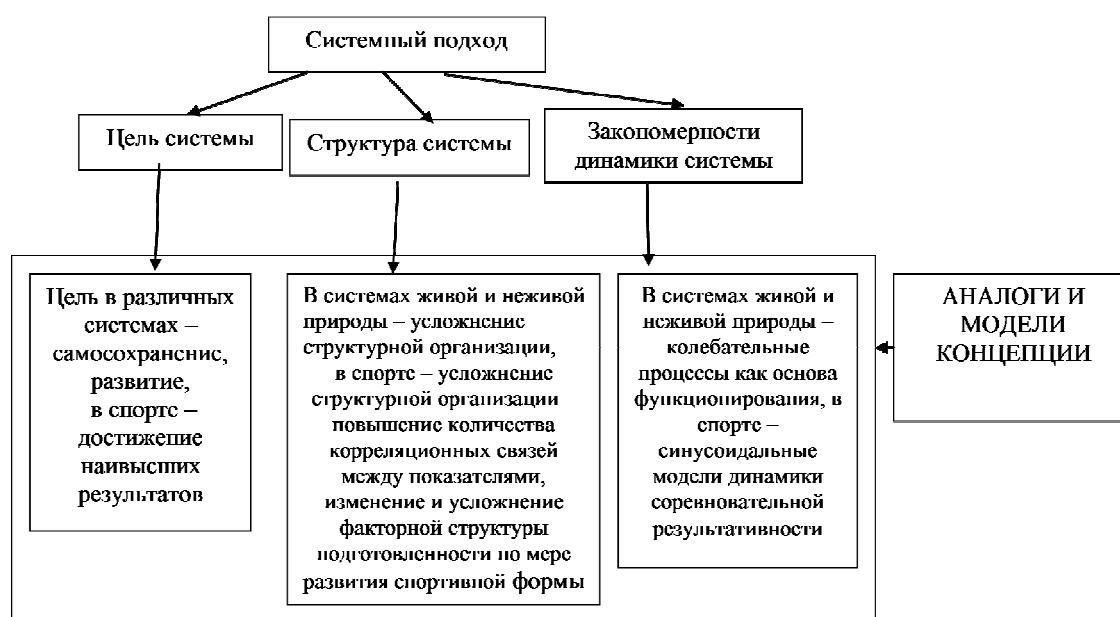 Системный подход
Цель системы
Структура системы
Закономерности
динамики системы
Цель в различных
системах –
самосохранение,
развитие,
в спорте –
достижение
наивысших
результатов
В системах живой и неживой
природы – усложнение
структурной организации,
в спорте – усложнение
структурной организации
повышение количества
корреляционных связей
между показателями,
изменение и усложнение
факторной структуры
подготовленности по мере
развития спортивной формы
В системах живой и
неживой природы –
колебательные
процессы как основа
функционирования, в
спорте –
синусоидальные
модели динамики
соревновательной
результативности
АНАЛОГИ И
МОДЕЛИ
КОНЦЕПЦИИ